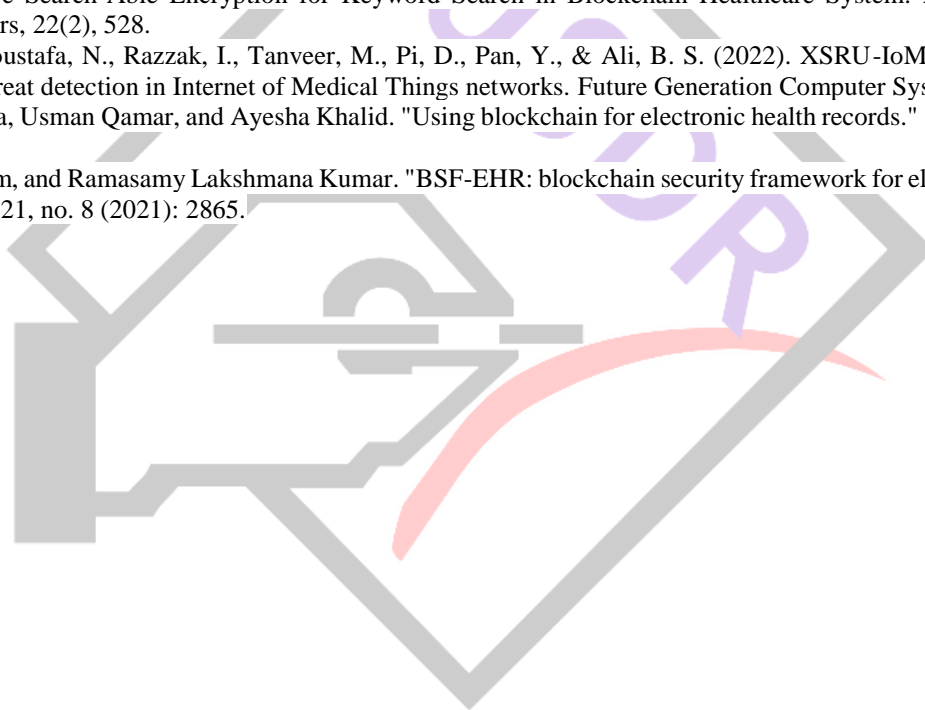 Search Able Encryption for Keyword Search in Blockchain Healthcare System.
rs, 22(2), 528.
oustafa, N., Razzak, I., Tanveer, M., Pi, D., Pan, Y., & Ali, B. S. (2022). XSRU-IoM
reat detection in Internet of Medical Things networks. Future Generation Computer Sys
a, Usman Qamar, and Ayesha Khalid. "Using blockchain for electronic health records."
m, and Ramasamy Lakshmana Kumar. "BSF-EHR: blockchain security framework for el
21, no. 8 (2021): 2865.
SDR